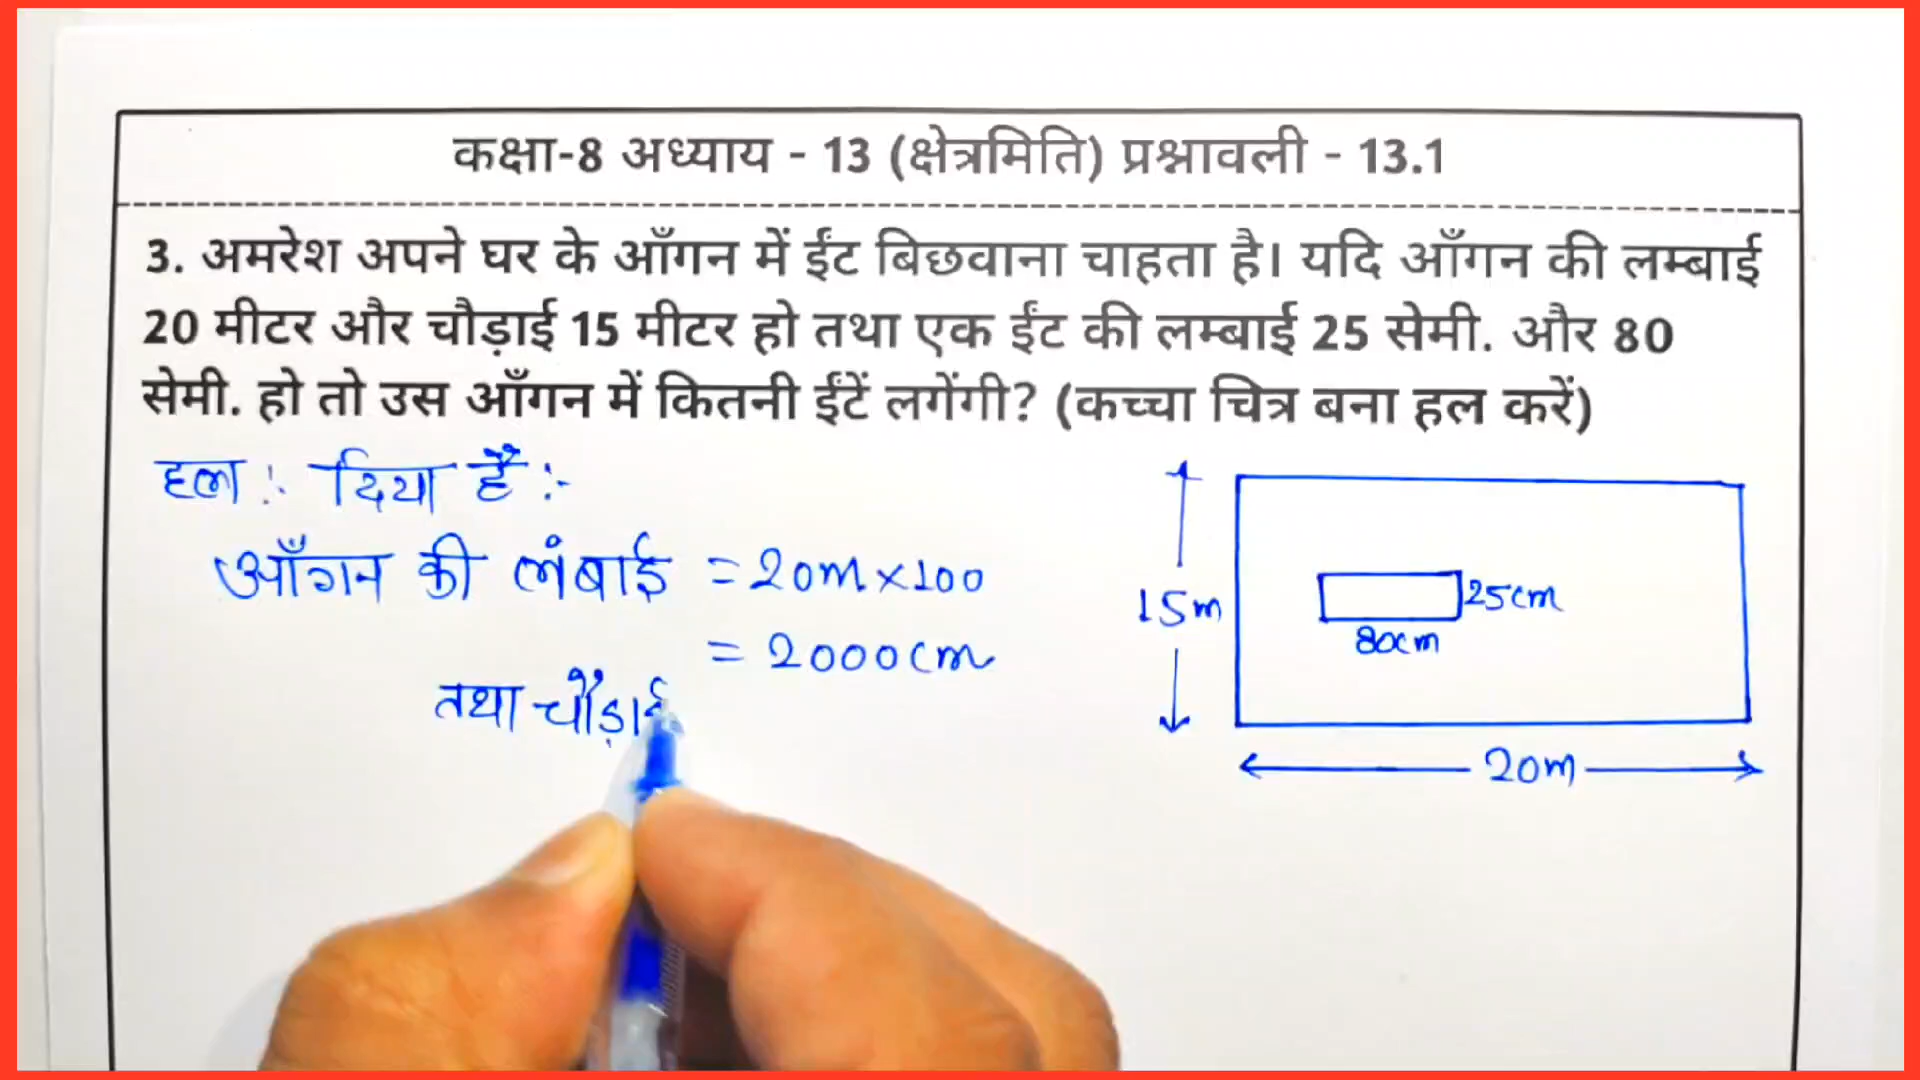 कक्षा-8 अध्याय - 13 (क्षेत्रमिति) प्रश्नावली - 13.1
3. अमरेश अपने घर के आँगन में ईंट बिछवाना चाहता है। यदि आँगन की लम्बाई
20 मीटर और चौड़ाई 15 मीटर हो तथा एक ईंट की लम्बाई 25 सेमी. और 80
सेमी. हो तो उस आँगन में कितनी ईंटें लगेंगी? (कच्चा चित्र बना हल करें)
हल :- दिया है :-
आँगन की लंबाई = 20m × 100
= 2000cm
तथा चौड़ाई
15m
25cm
80cm
20m